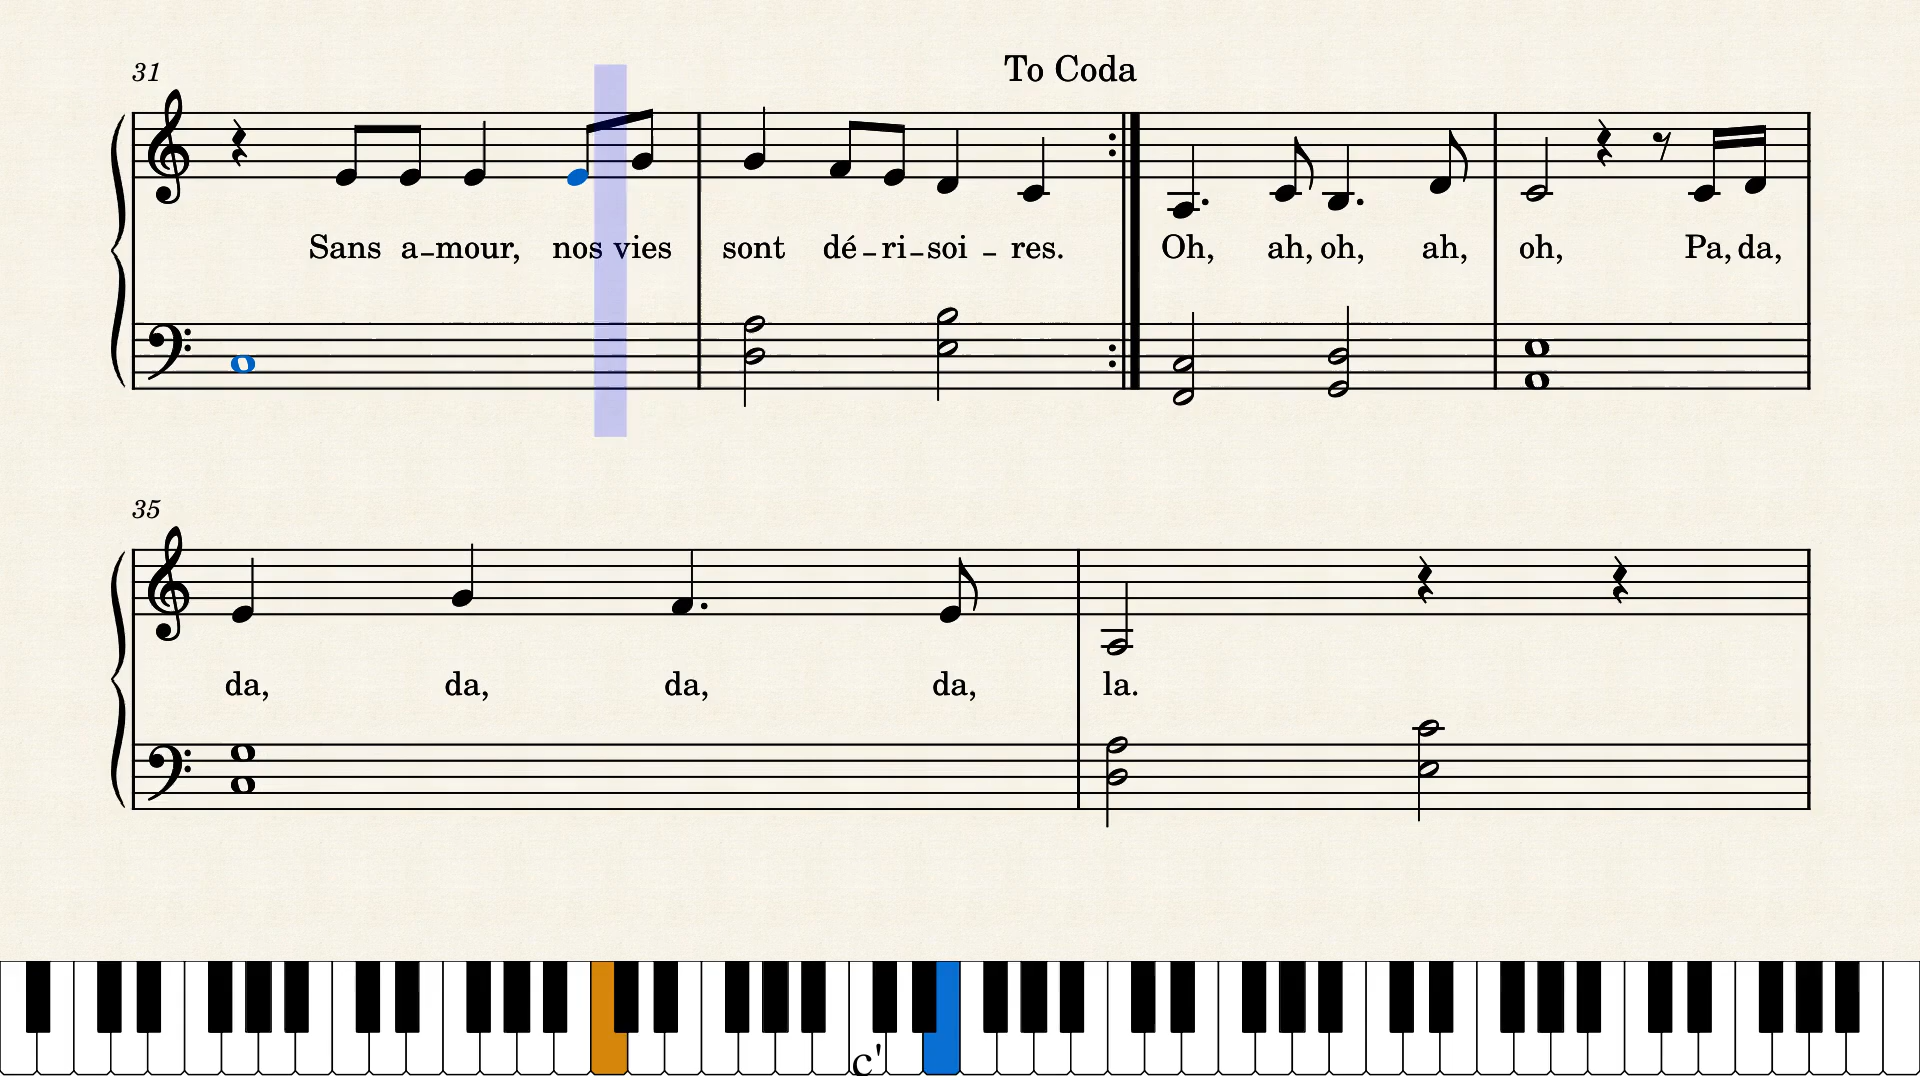 To Coda
31
Sans a–mour, nos vies sont dé–ri–soi – res. Oh, ah, oh, ah, oh, Pa, da,
35
da, da, da, da, la.
c'